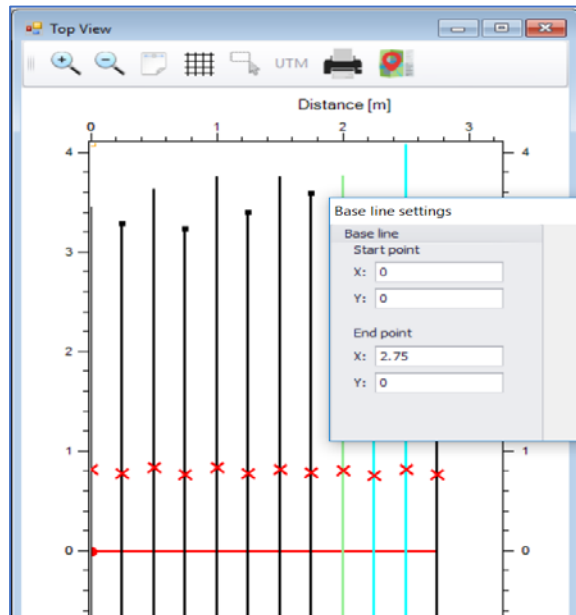 Top View
UTM
Distance [m]
0 1 2 3
4 4
3
2
1 1
0 0
Base line settings
Base line
Start point
X: 0
Y: 0
End point
X: 2.75
Y: 0